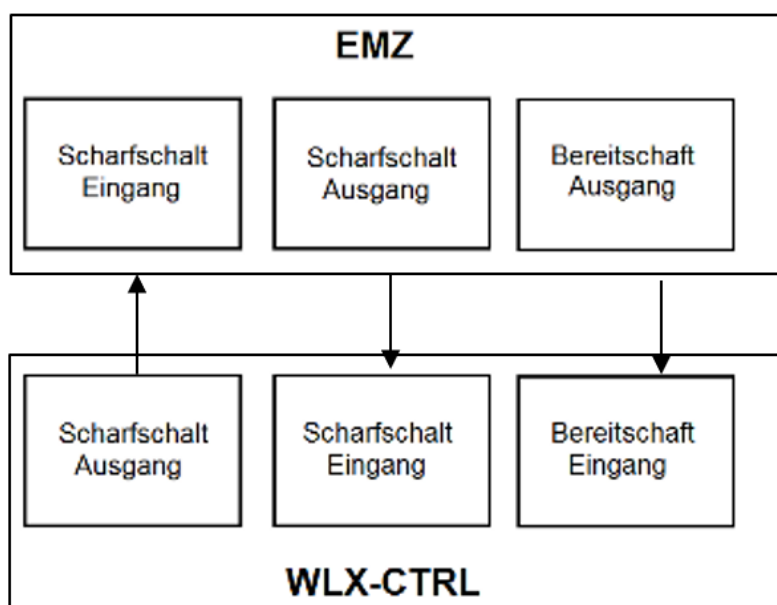 EMZ
Scharfschalt
Eingang
Scharfschalt
Ausgang
Bereitschaft
Ausgang
Scharfschalt
Ausgang
Scharfschalt
Eingang
Bereitschaft
Eingang
WLX-CTRL